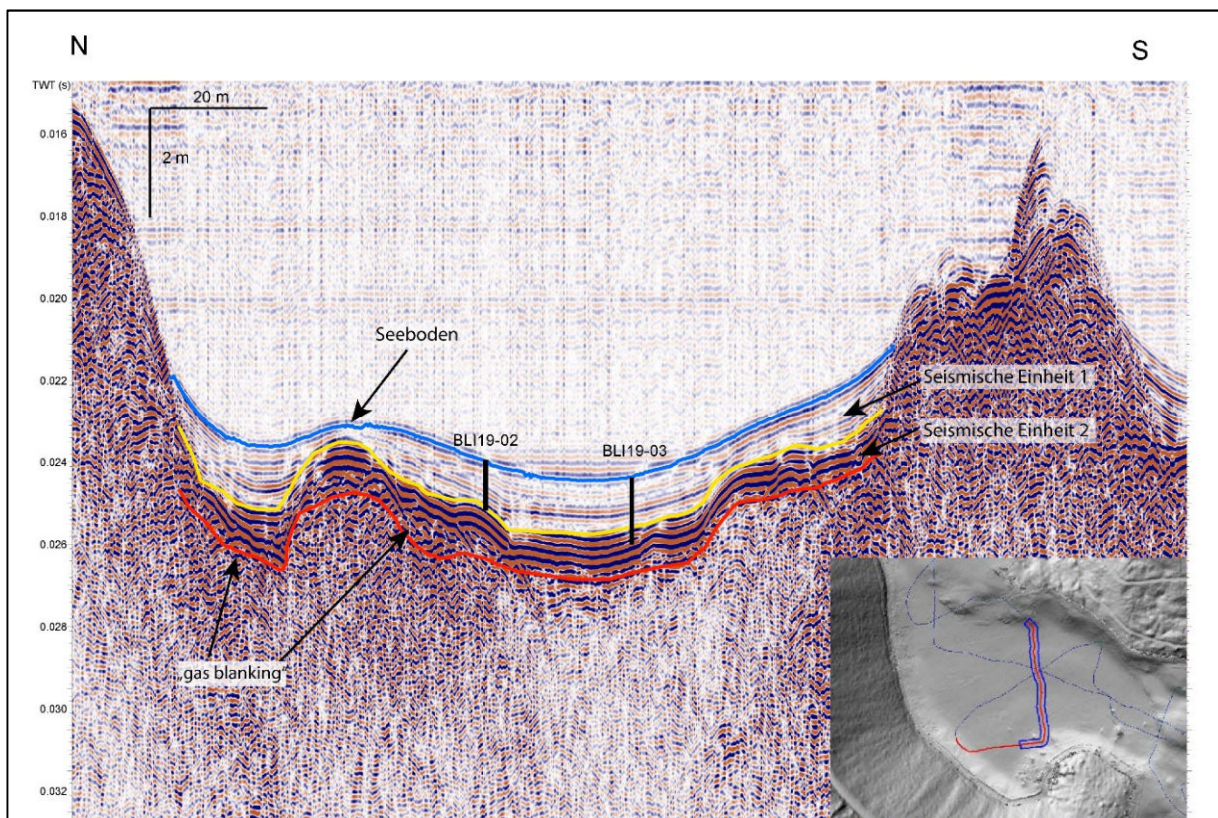 N
S
TWT (s)
20 m
2 m
0.016
0.018
0.020
0.022
0.024
0.026
0.028
0.030
0.032
Seeboden
BLI19-02
BLI19-03
Seismische Einheit 1
Seismische Einheit 2
„gas blanking“